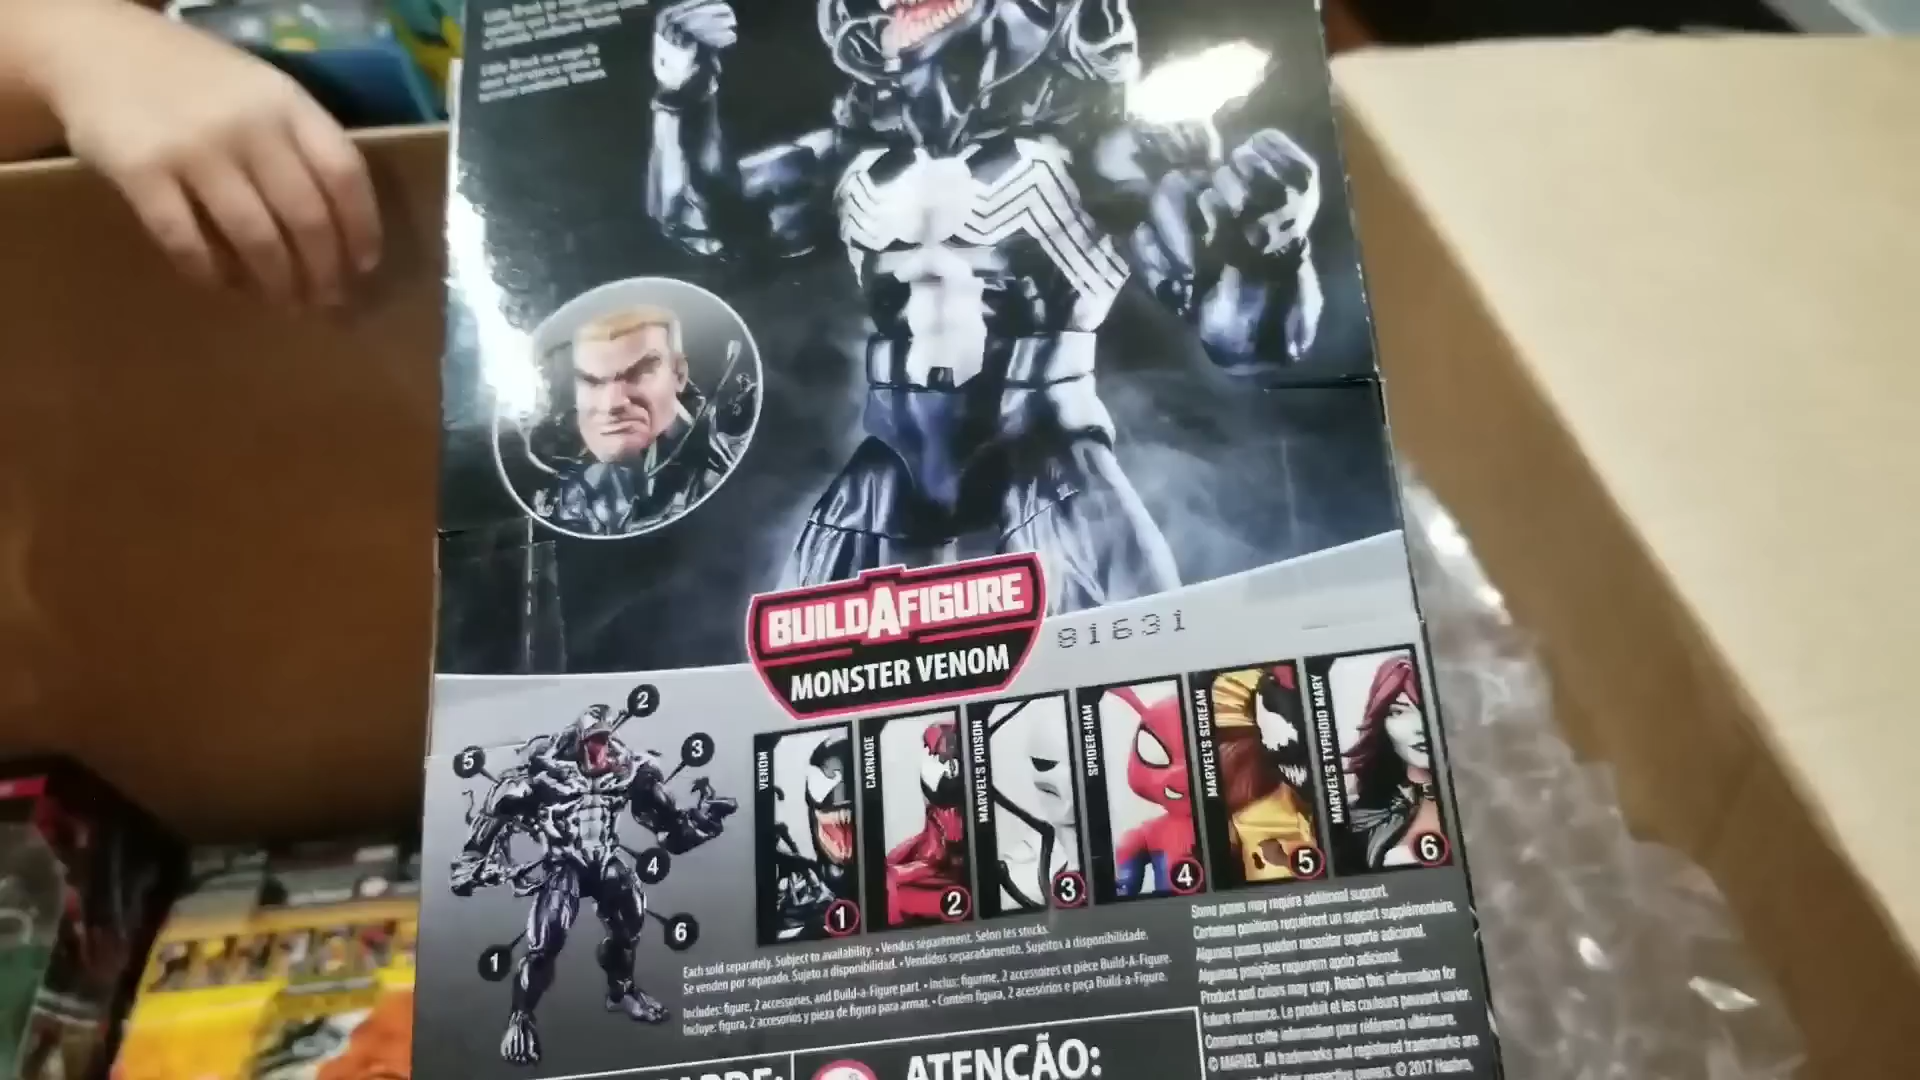 Eddie Brock se
BUILDAFIGURE
MONSTER VENOM
81631
2
3
5
4
6
1
VENOM
1
CARNAGE
2
MARVEL'S POISON
3
SPIDER-HAM
4
MARVEL'S SCREAM
5
MARVEL'S TYPHOID MARY
6
Each sold separately. Subject to availability. • Vendus séparément. Selon les stocks.
Se venden por separado. Sujeto a disponibilidad. • Vendidos separadamente. Sujeitos à disponibilidade.
Includes: figure, 2 accessories, and Build-a-Figure part. • Inclus: figurine, 2 accessoires et pièce Build-A-Figure.
Incluye: figura, 2 accesorios y pieza de figura para armar. • Contém figura, 2 acessórios e peça Build-a-Figure.
Some poses may require additional support.
Certaines positions requièrent un support supplémentaire.
Algunas poses pueden necesitar soporte adicional.
Algumas posições requerem apoio adicional.
Product and colors may vary. Retain this information for
future reference. Le produit et les couleurs peuvent varier.
Conservez cette information pour référence ultérieure.
© MARVEL. All trademarks and registered trademarks are
of their respective owners. © 2017 Hasbro,
ATENÇÃO: